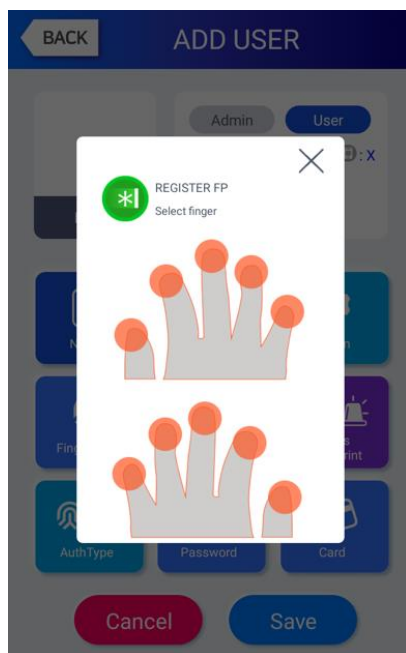 BACK
ADD USER
Admin
User
: X
REGISTER FP
Select finger
AuthType
Password
Card
Cancel
Save